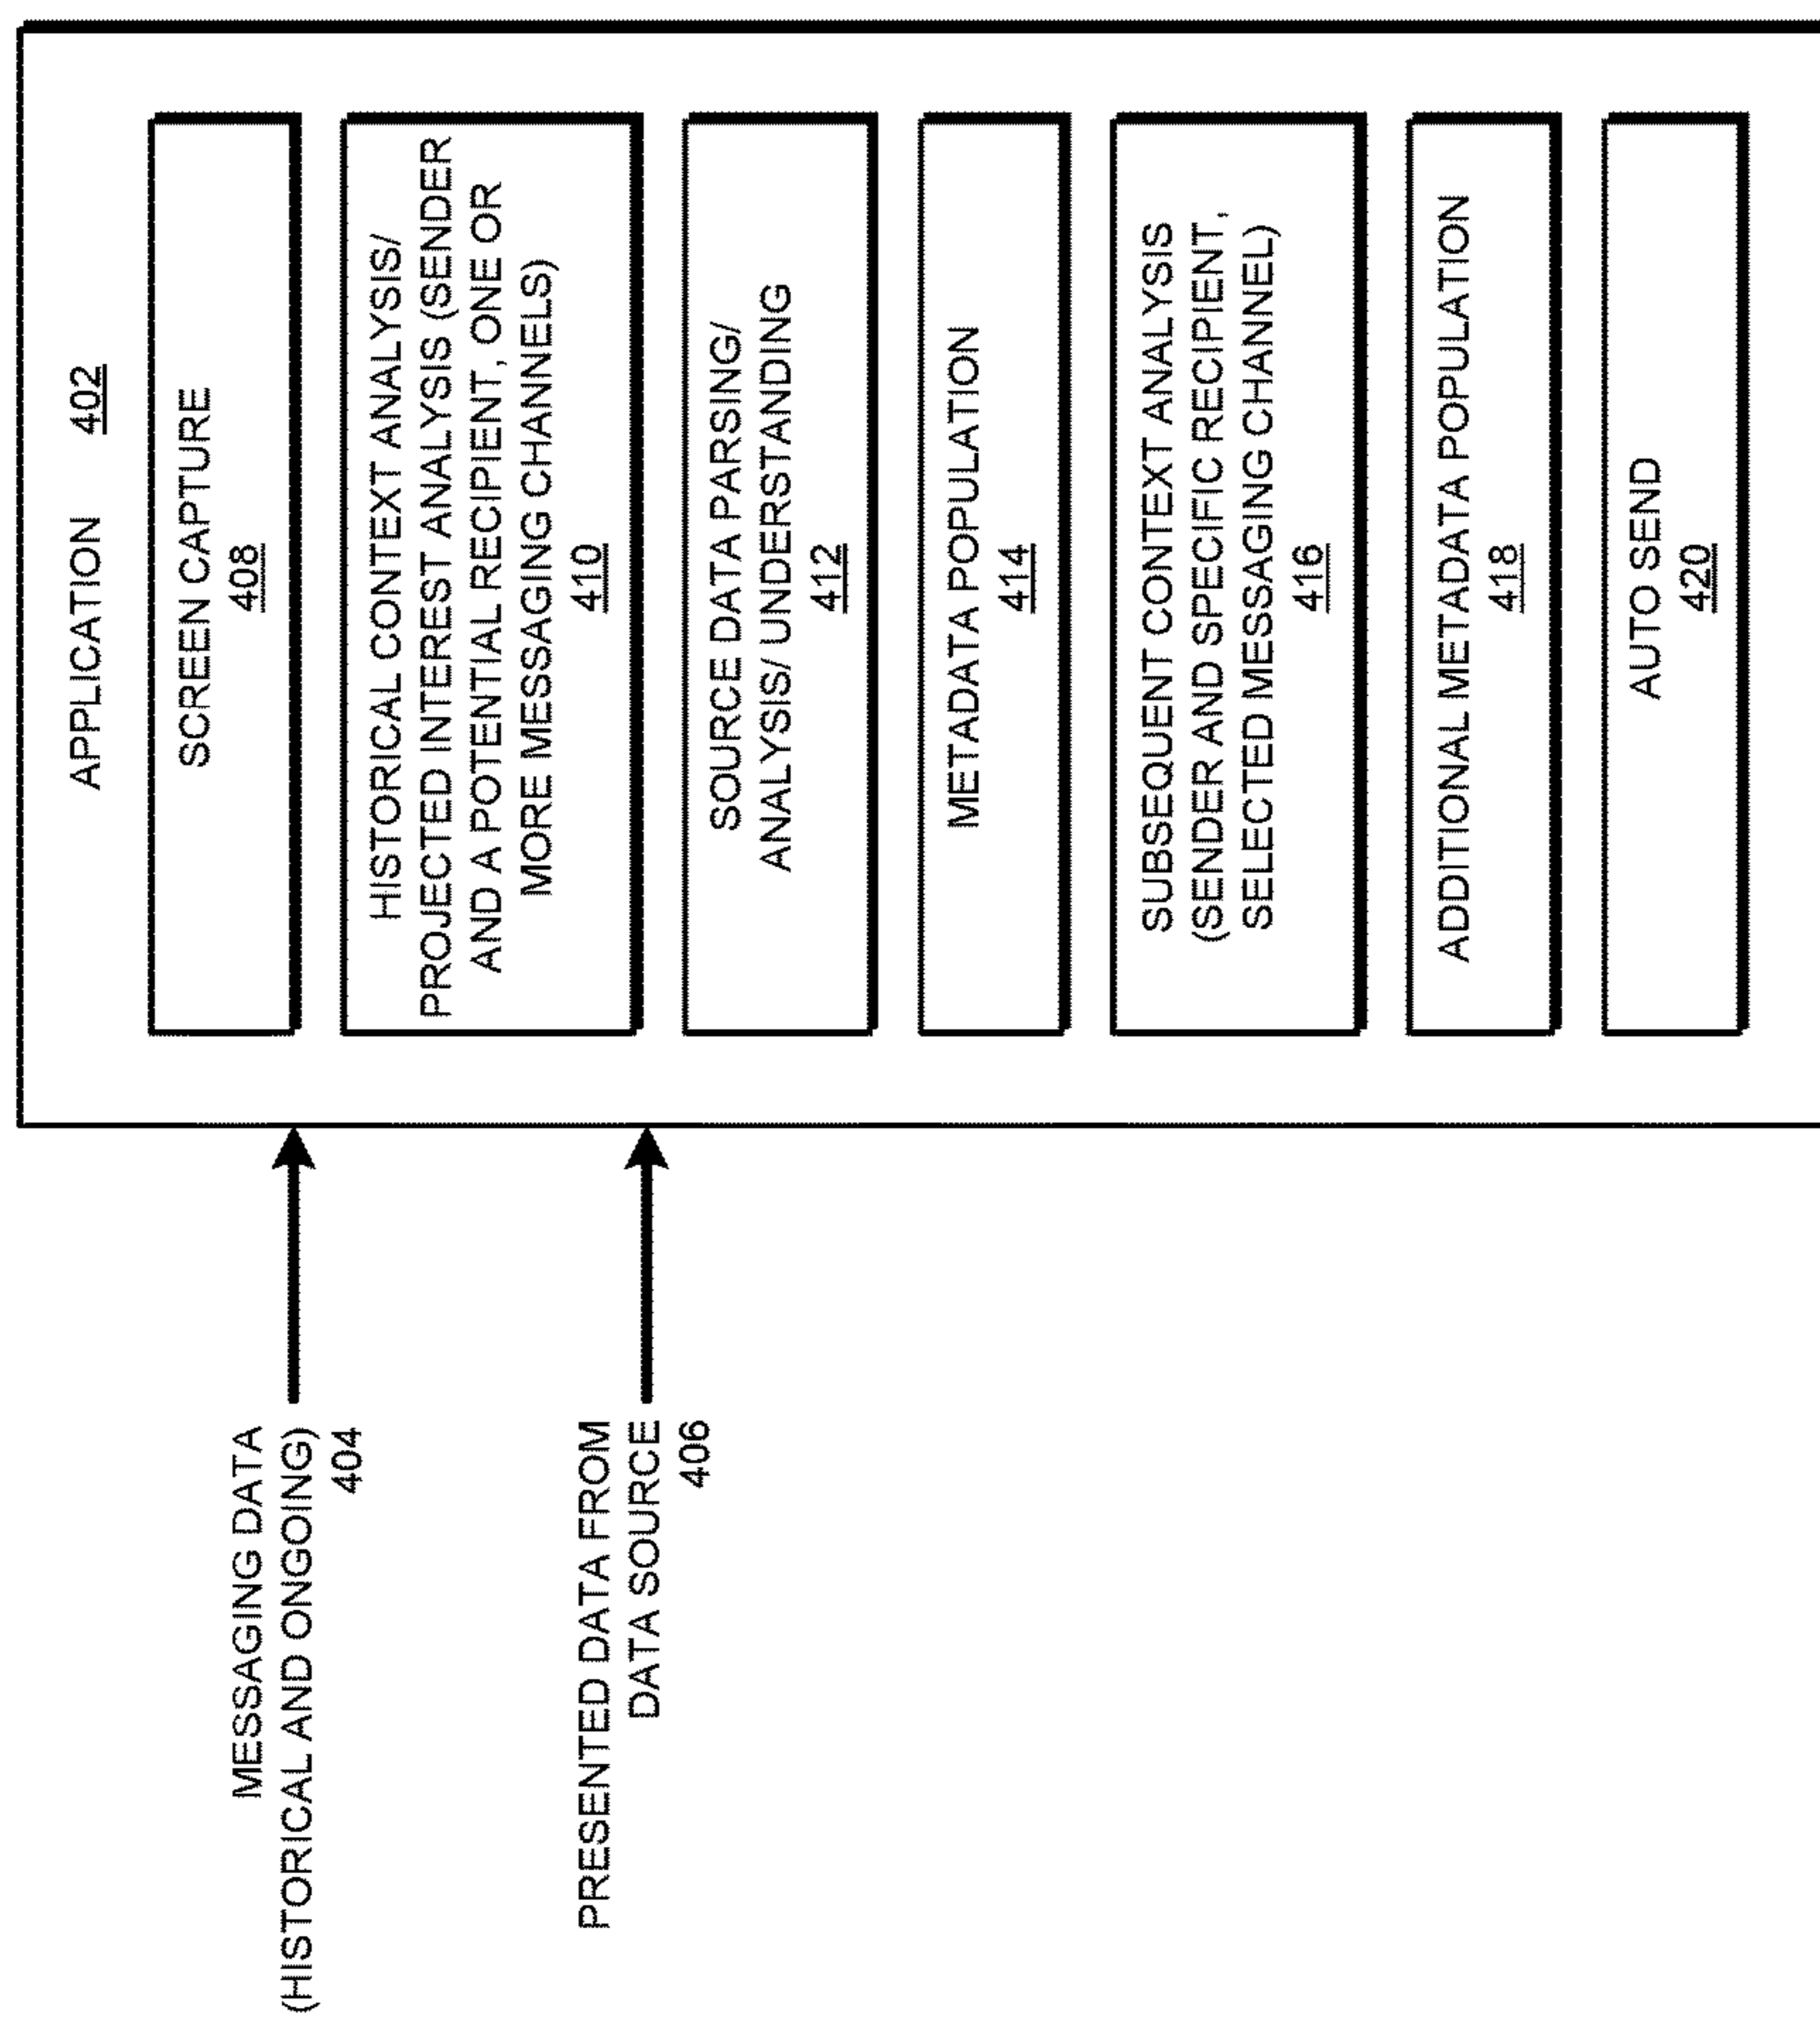 APPLICATION 402
SCREEN CAPTURE
408
HISTORICAL CONTEXT ANALYSIS/
PROJECTED INTEREST ANALYSIS (SENDER
AND A POTENTIAL RECIPIENT, ONE OR
MORE MESSAGING CHANNELS)
410
SOURCE DATA PARSING/
ANALYSIS/ UNDERSTANDING
412
METADATA POPULATION
414
SUBSEQUENT CONTEXT ANALYSIS
(SENDER AND SPECIFIC RECIPIENT,
SELECTED MESSAGING CHANNEL)
416
ADDITIONAL METADATA POPULATION
418
AUTO SEND
420
MESSAGING DATA
(HISTORICAL AND ONGOING)
404
PRESENTED DATA FROM
DATA SOURCE
406